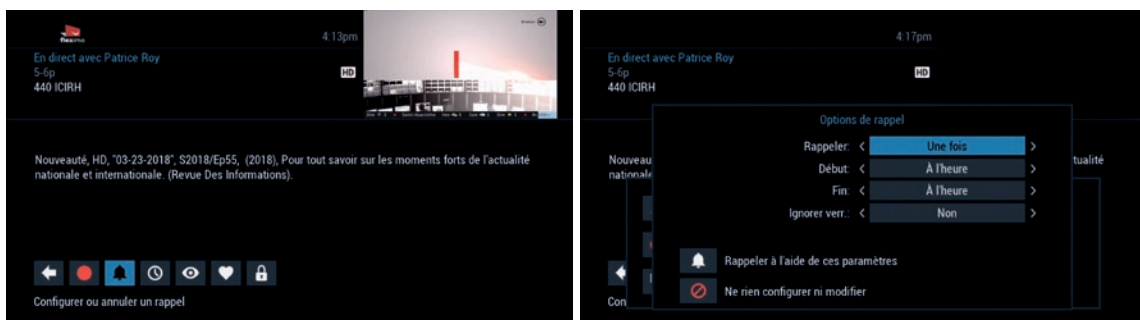 fleximo
4:13pm
En direct avec Patrice Roy
5-6p
HD
440 ICIRH
Nouveauté, HD, "03-23-2018", S2018/Ep55, (2018), Pour tout savoir sur les moments forts de l'actualité
nationale et internationale. (Revue Des Informations).
Configurer ou annuler un rappel
4:17pm
En direct avec Patrice Roy
5-6p
HD
440 ICIRH
Options de rappel
Rappeler: < Une fois >
Nouveau
tualité
Début: < À l'heure >
nationale
Fin: < À l'heure >
Ignorer verr.: < Non >
Rappeler à l'aide de ces paramètres
Con
Ne rien configurer ni modifier